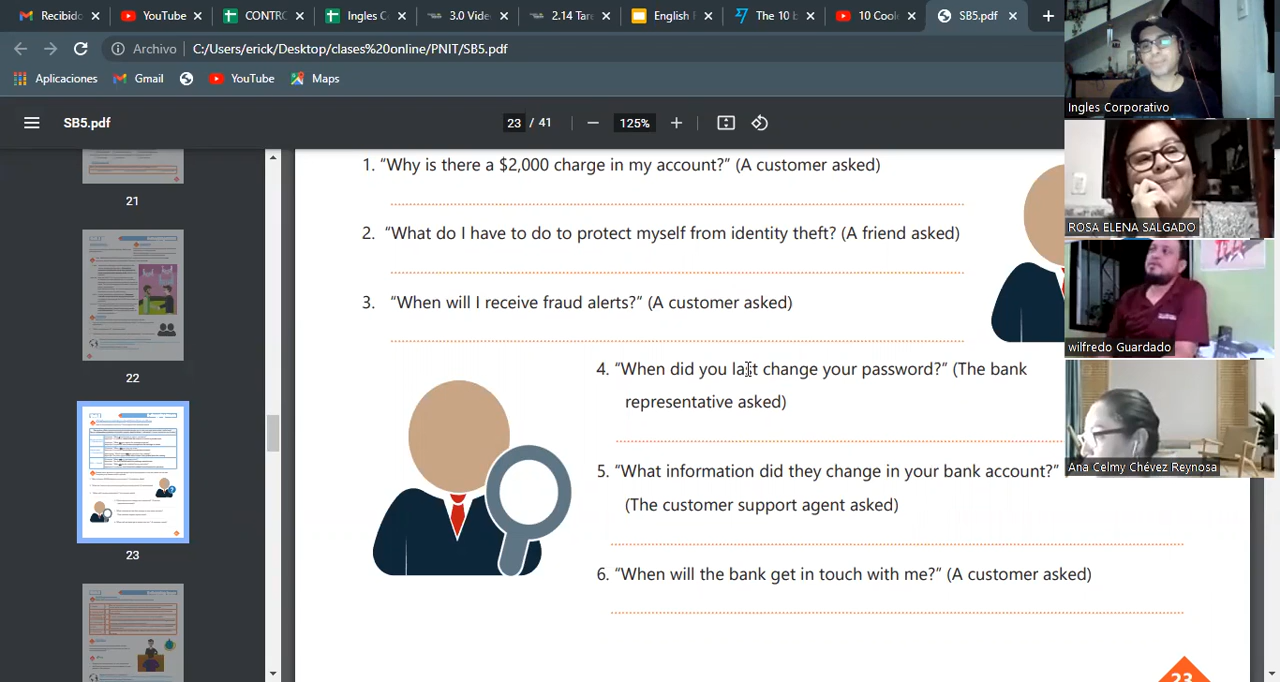 Recibid
YouTube
CONTRO
Ingles C
3.0 Vide
2.14 Tar
English F
The 10 b
10 Cool
SB5.pdf
Archivo
C:/Users/erick/Desktop/clases%20online/PNIT/SB5.pdf
Aplicaciones
Gmail
YouTube
Maps
SB5.pdf
23 / 41
125%
21
22
23
1. “Why is there a $2,000 charge in my account?” (A customer asked)
2. “What do I have to do to protect myself from identity theft? (A friend asked)
3. “When will I receive fraud alerts?” (A customer asked)
4. “When did you last change your password?” (The bank
representative asked)
5. “What information did they change in your bank account?”
(The customer support agent asked)
6. “When will the bank get in touch with me?” (A customer asked)
23
Ingles Corporativo
ROSA ELENA SALGADO
wilfredo Guardado
Ana Celmy Chévez Reynosa